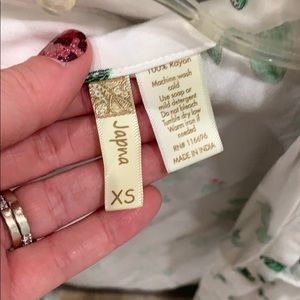 Japna
XS
100% Rayon
Machine wash
cold
Use soap or
mild detergent
Do not bleach
Tumble dry low
Warm iron if
needed
RN# 116696
MADE IN INDIA